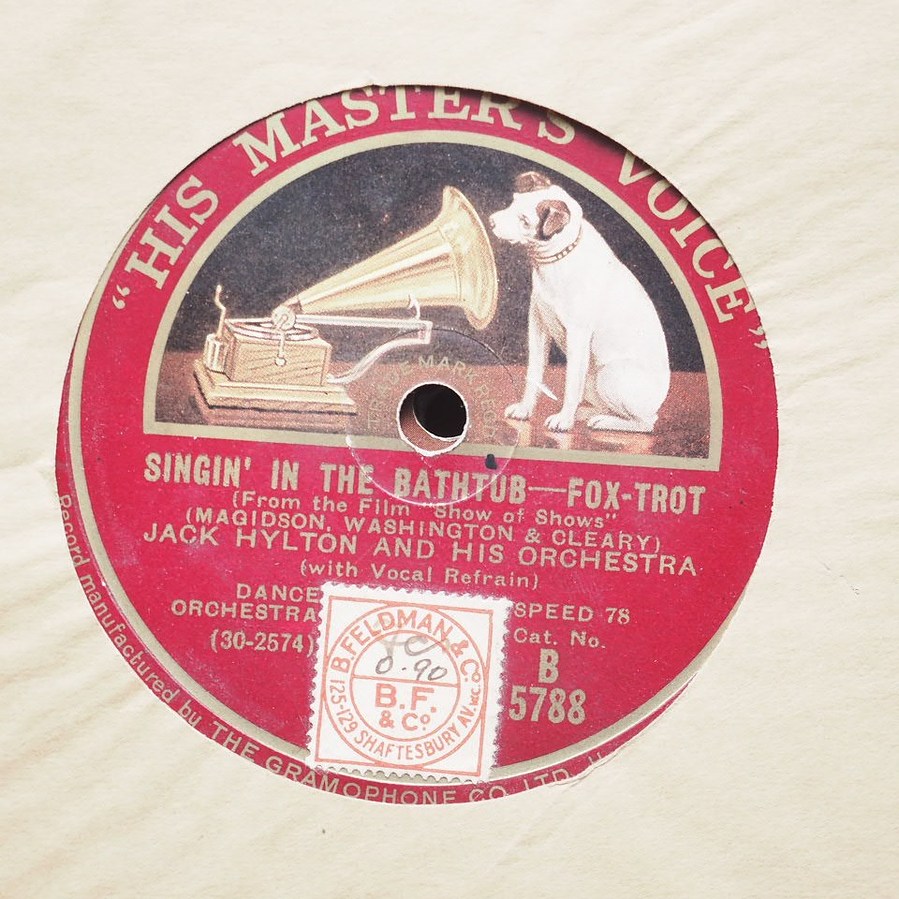 "HIS MASTER'S VOICE"
TRADE MARK
SINGIN' IN THE BATHTUB—FOX-TROT
(From the Film "Show of Shows")
(MAGIDSON, WASHINGTON & CLEARY)
JACK HYLTON AND HIS ORCHESTRA
(with Vocal Refrain)
DANCE
ORCHESTRA
(30-2574)
SPEED 78
Cat. No.
B
5788
B. FELDMAN & Co.
0.90
B.F.
& Co.
125-129 SHAFTESBURY AV. W.C.
Record manufactured by THE GRAMOPHONE CO. LTD.